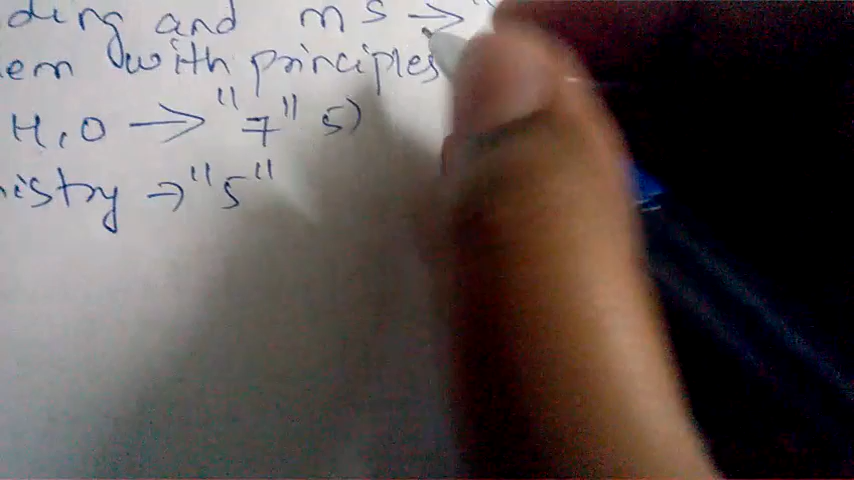 ding and ms →"
em with principles
H,O → "7" 5)
istry → "5"